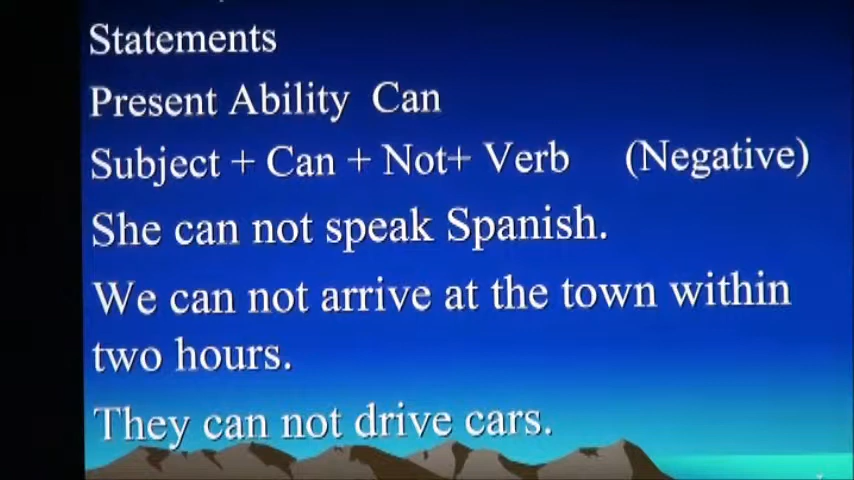 Statements
Present Ability Can
Subject + Can + Not+ Verb (Negative)
She can not speak Spanish.
We can not arrive at the town within
two hours.
They can not drive cars.